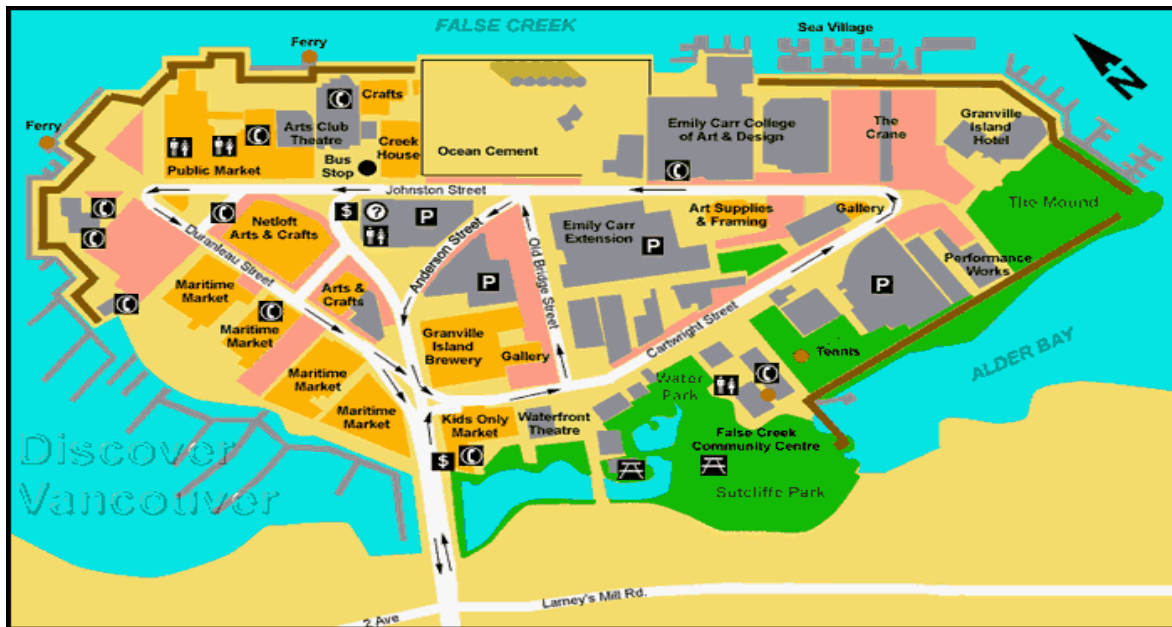 FALSE CREEK
Sea Village
Ferry
N
Crafts
Ferry
Arts Club
Theatre
Emily Carr College
of Art & Design
The
Crane
Granville
Island
Hotel
Creek
House
Ocean Cement
Bus
Stop
Public Market
Johnston Street
The Mound
Netloft
Arts & Crafts
$
?
P
Art Supplies
& Framing
Gallery
Emily Carr
Extension
P
Duranleau Street
Anderson Street
Old Bridge Street
Performance
Works
Maritime
Market
Arts &
Crafts
P
P
Maritime
Market
Granville
Island
Brewery
Gallery
Cartwright Street
Tennis
ALDER BAY
Maritime
Market
Water
Park
Maritime
Market
Kids Only
Market
Waterfront
Theatre
False Creek
Community Centre
$
Discover
Vancouver
Sutcliffe Park
Lamey's Mill Rd.
2 Ave